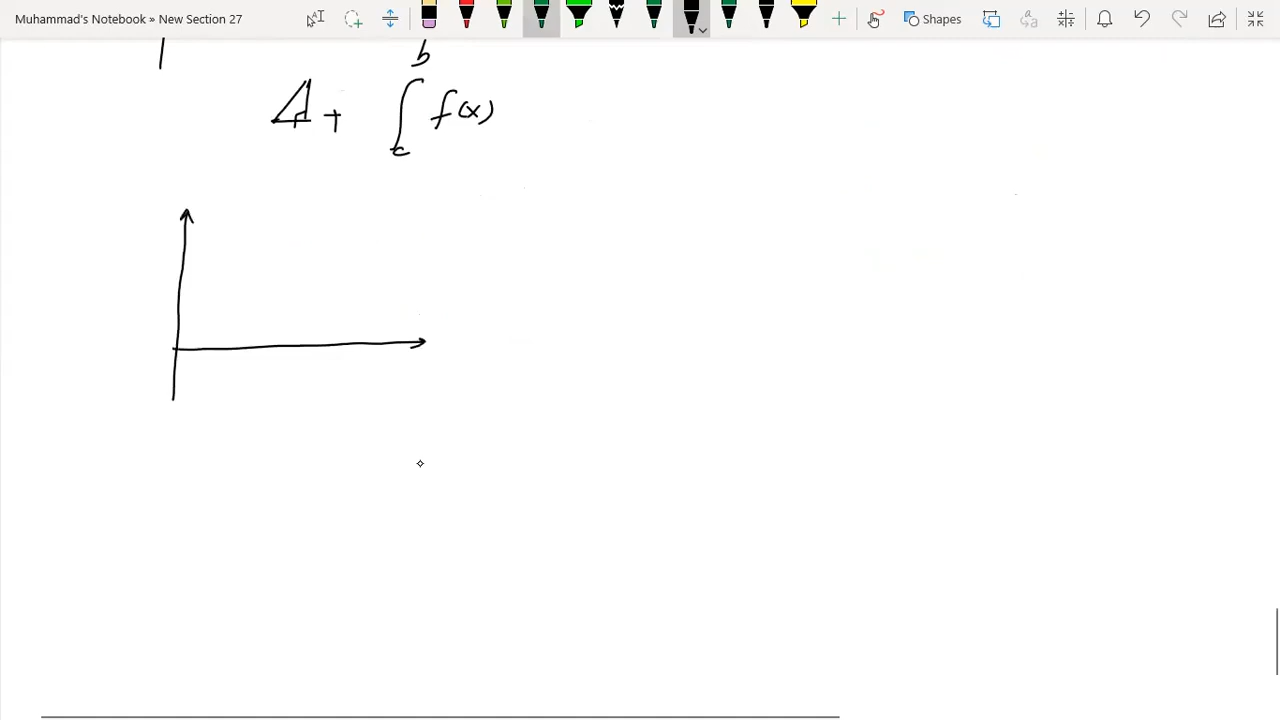 Muhammad's Notebook » New Section 27
Shapes
b
+ ∫ f(x)
c